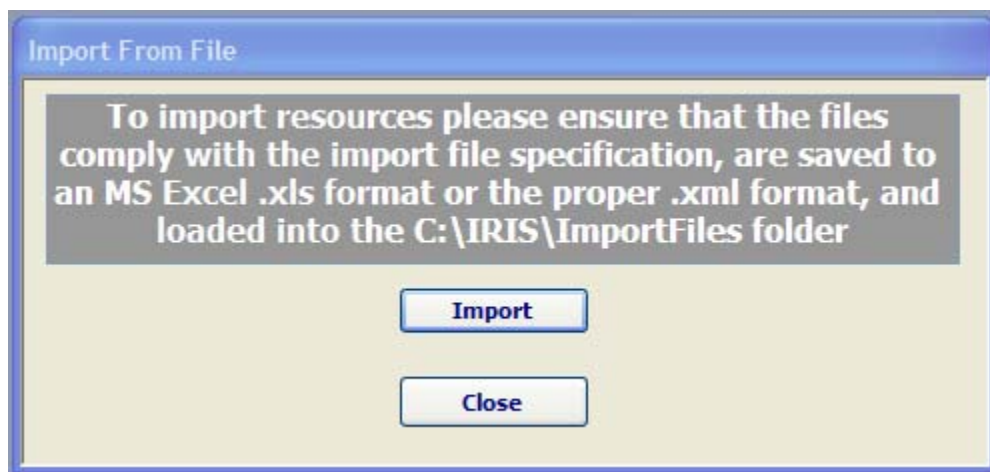 Import From File
To import resources please ensure that the files
comply with the import file specification, are saved to
an MS Excel .xls format or the proper .xml format, and
loaded into the C:\IRIS\ImportFiles folder
Import
Close